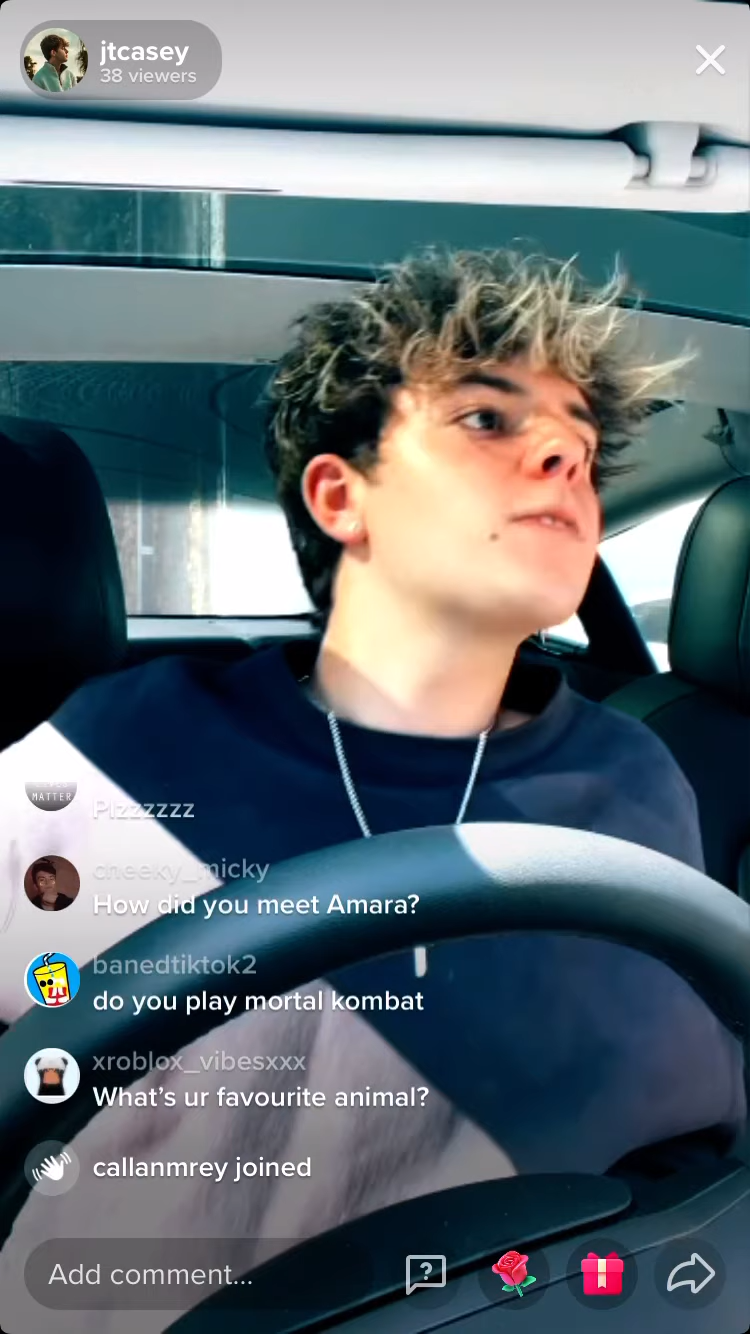 jtcasey
38 viewers
MATTER
Plzzzzzz
cheeky_micky
How did you meet Amara?
banedtiktok2
do you play mortal kombat
xroblox_vibesxxx
What's ur favourite animal?
callanmrey joined
Add comment...